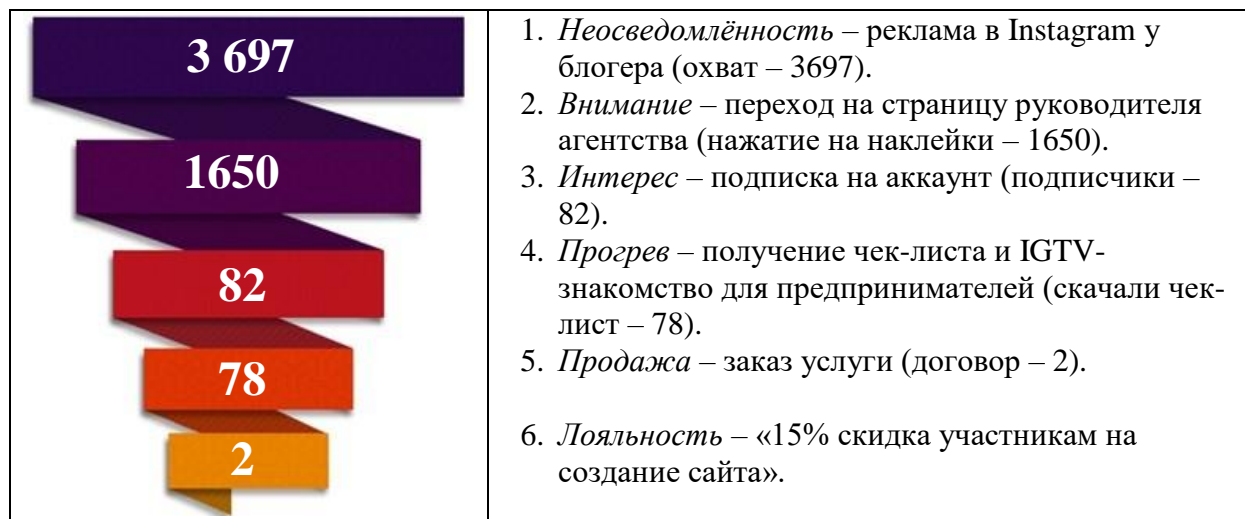 3 697
1650
82
78
2
1. Неосведомлённость – реклама в Instagram у
блогера (охват – 3697).
2. Внимание – переход на страницу руководителя
агентства (нажатие на наклейки – 1650).
3. Интерес – подписка на аккаунт (подписчики –
82).
4. Прогрев – получение чек-листа и IGTV-
знакомство для предпринимателей (скачали чек-
лист – 78).
5. Продажа – заказ услуги (договор – 2).
6. Лояльность – «15% скидка участникам на
создание сайта».